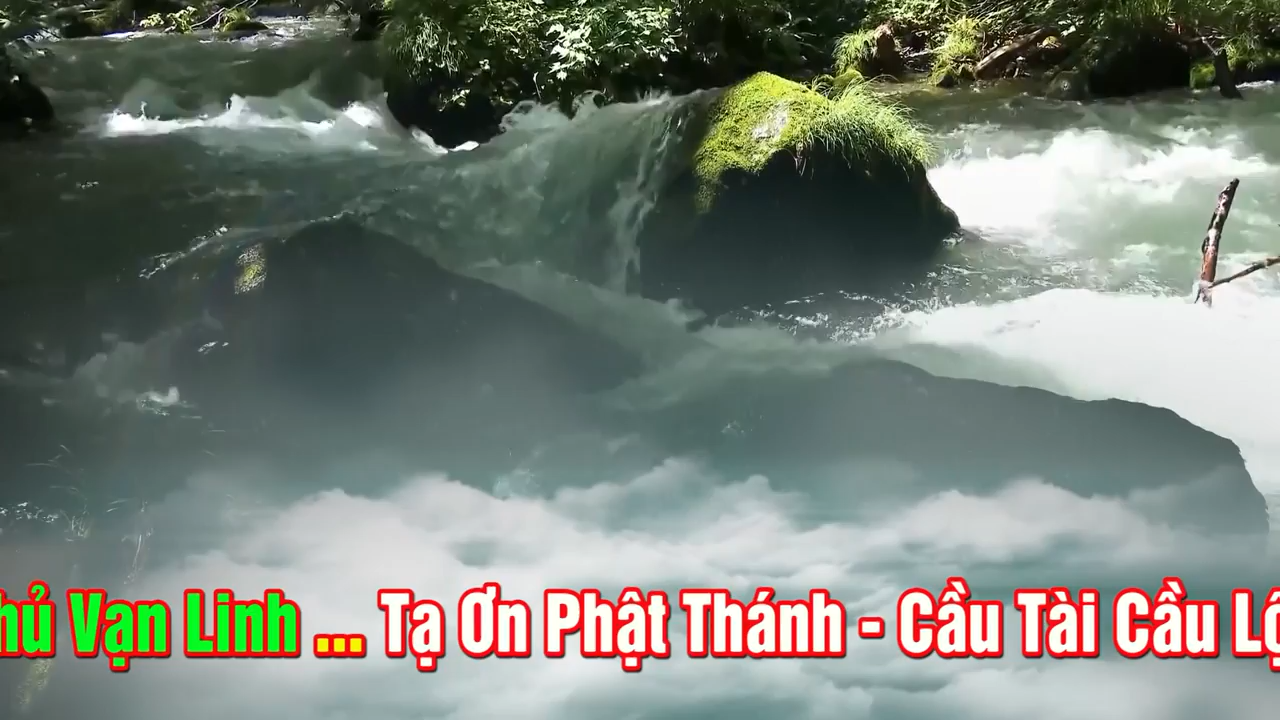 Vạn Linh ... Tạ Ơn Phật Thánh - Cầu Tài Cầu